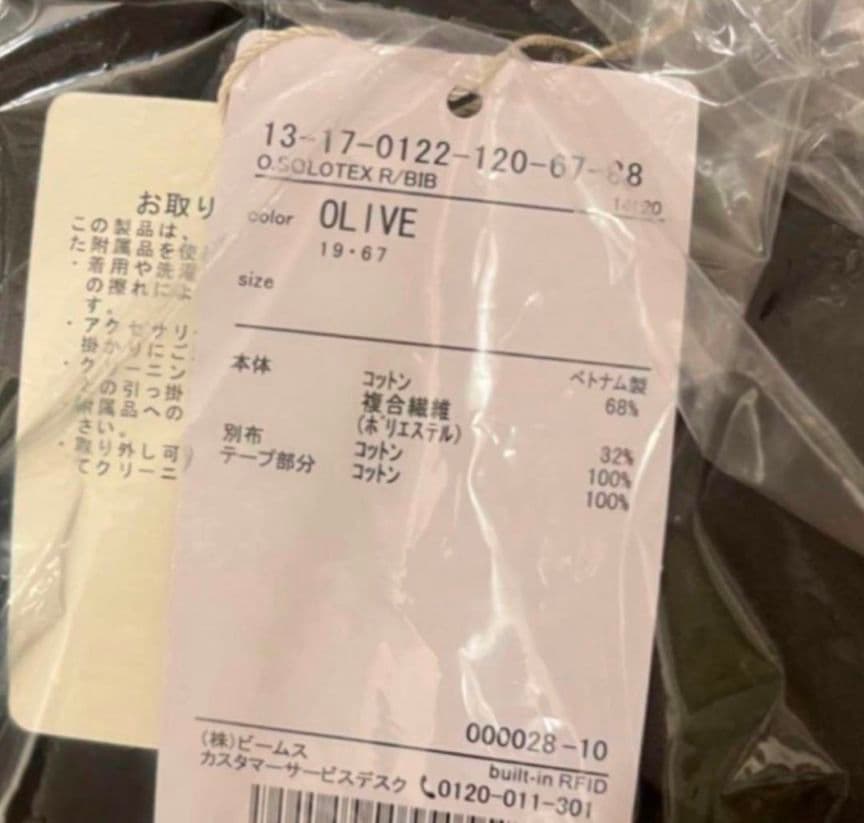 13-17-0122-120-67-88
O.SOLOTEX R/BIB
color OLIVE
19・67
size
ベトナム製
本体 コットン 68%
複合繊維
(ポリエステル) 32%
別布 コットン 100%
テープ部分 コットン 100%
000028-10
built-in RFID
(株)ビームス
カスタマーサービスデスク 0120-011-301
お取り
この製品は、
た附属品を使
・着用や洗濯
の擦れによ
す。
・アクセサリ
掛かりにご
・クリーニン
との引っ掛
附属品への
さい。
・取り外し可
てクリーニ